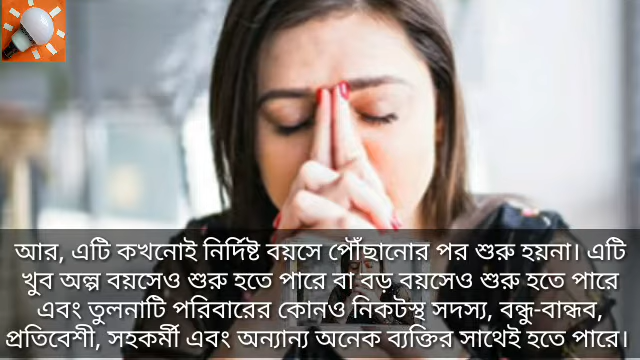 আর, এটি কখনোই নির্দিষ্ট বয়সে পৌঁছানোর পর শুরু হয়না। এটি
খুব অল্প বয়সেও শুরু হতে পারে বা বড় বয়সেও শুরু হতে পারে
এবং তুলনাটি পরিবারের কোনও নিকটস্থ সদস্য, বন্ধু-বান্ধব,
প্রতিবেশী, সহকর্মী এবং অন্যান্য অনেক ব্যক্তির সাথেই হতে পারে।